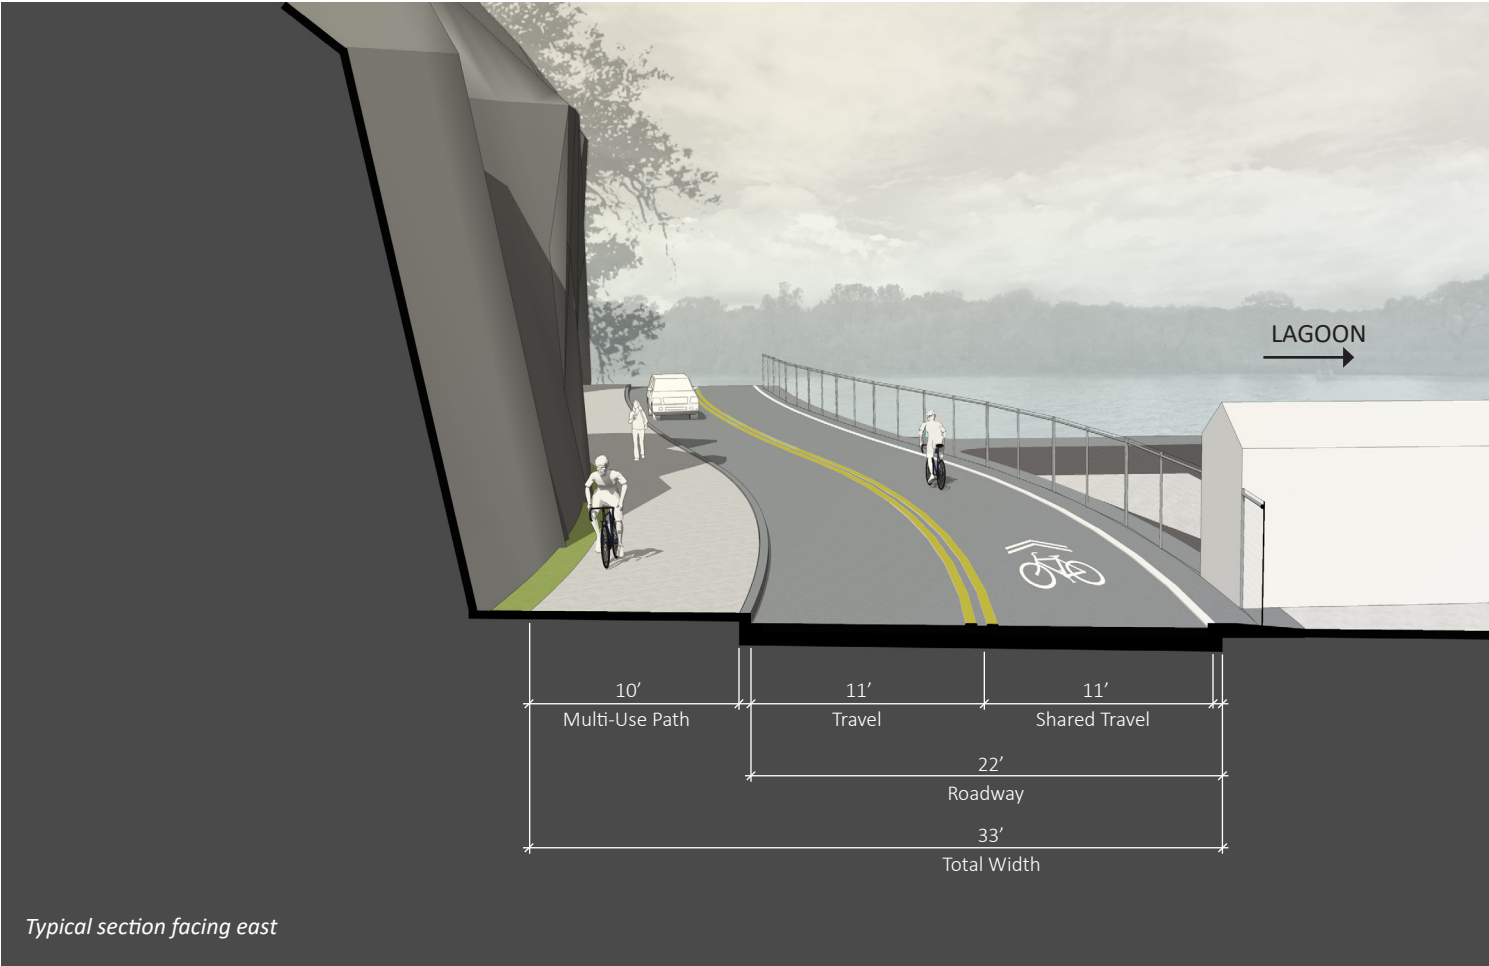 LAGOON
10’
11’
11’
Multi-Use Path
Travel
Shared Travel
22’
Roadway
33’
Total Width
Typical section facing east